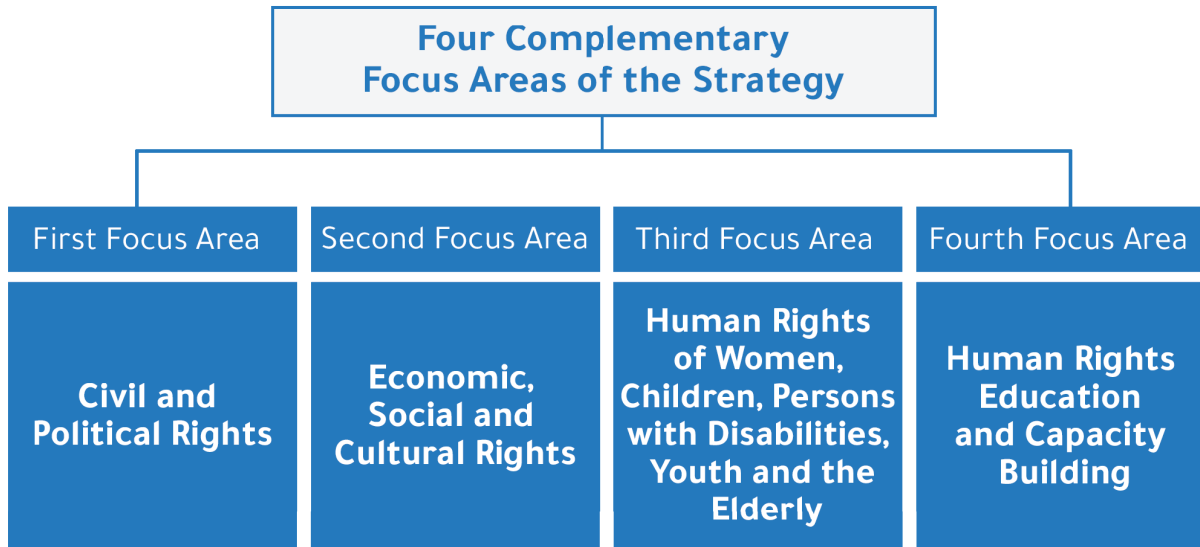 Four Complementary
Focus Areas of the Strategy
First Focus Area
Civil and
Political Rights
Second Focus Area
Economic,
Social and
Cultural Rights
Third Focus Area
Human Rights
of Women,
Children, Persons
with Disabilities,
Youth and the
Elderly
Fourth Focus Area
Human Rights
Education
and Capacity
Building